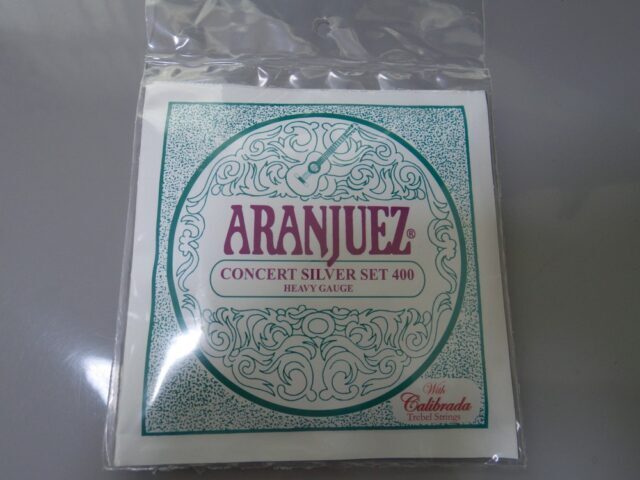 ARANJUEZ®
CONCERT SILVER SET 400
HEAVY GAUGE
With
Calibrada
Trebel Strings